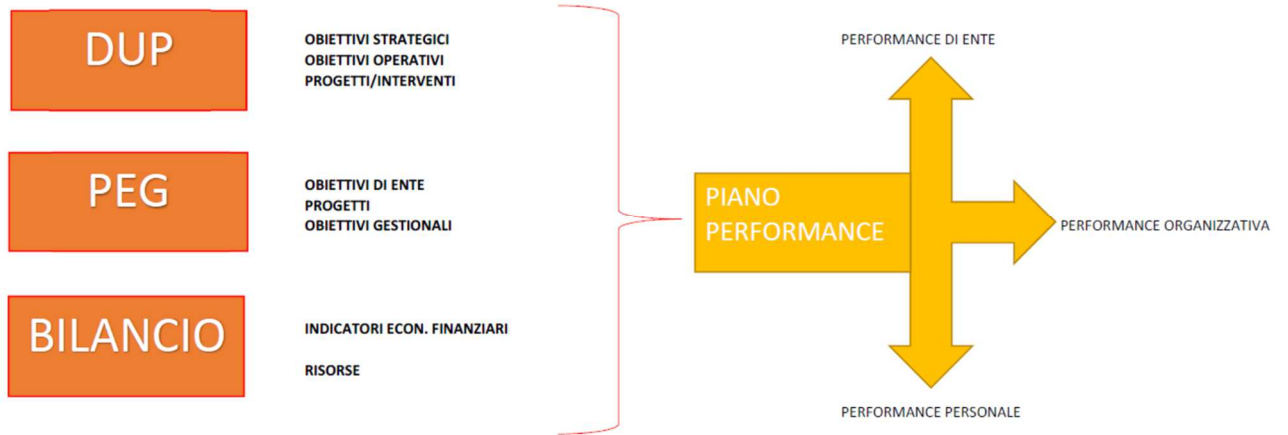 DUP
OBIETTIVI STRATEGICI
OBIETTIVI OPERATIVI
PROGETTI/INTERVENTI
PEG
OBIETTIVI DI ENTE
PROGETTI
OBIETTIVI GESTIONALI
BILANCIO
INDICATORI ECON. FINANZIARI
RISORSE
PIANO
PERFORMANCE
PERFORMANCE DI ENTE
PERFORMANCE ORGANIZZATIVA
PERFORMANCE PERSONALE